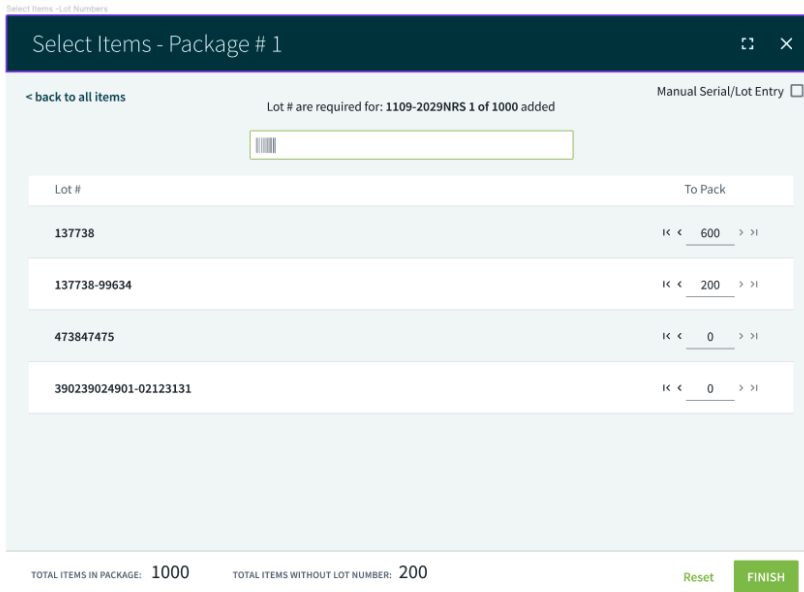 Select Items -Lot Numbers
Select Items - Package # 1
< back to all items
Manual Serial/Lot Entry
Lot # are required for: 1109-2029NRS 1 of 1000 added
Lot # To Pack
137738 600
137738-99634 200
473847475 0
390239024901-02123131 0
TOTAL ITEMS IN PACKAGE: 1000 TOTAL ITEMS WITHOUT LOT NUMBER: 200 Reset FINISH